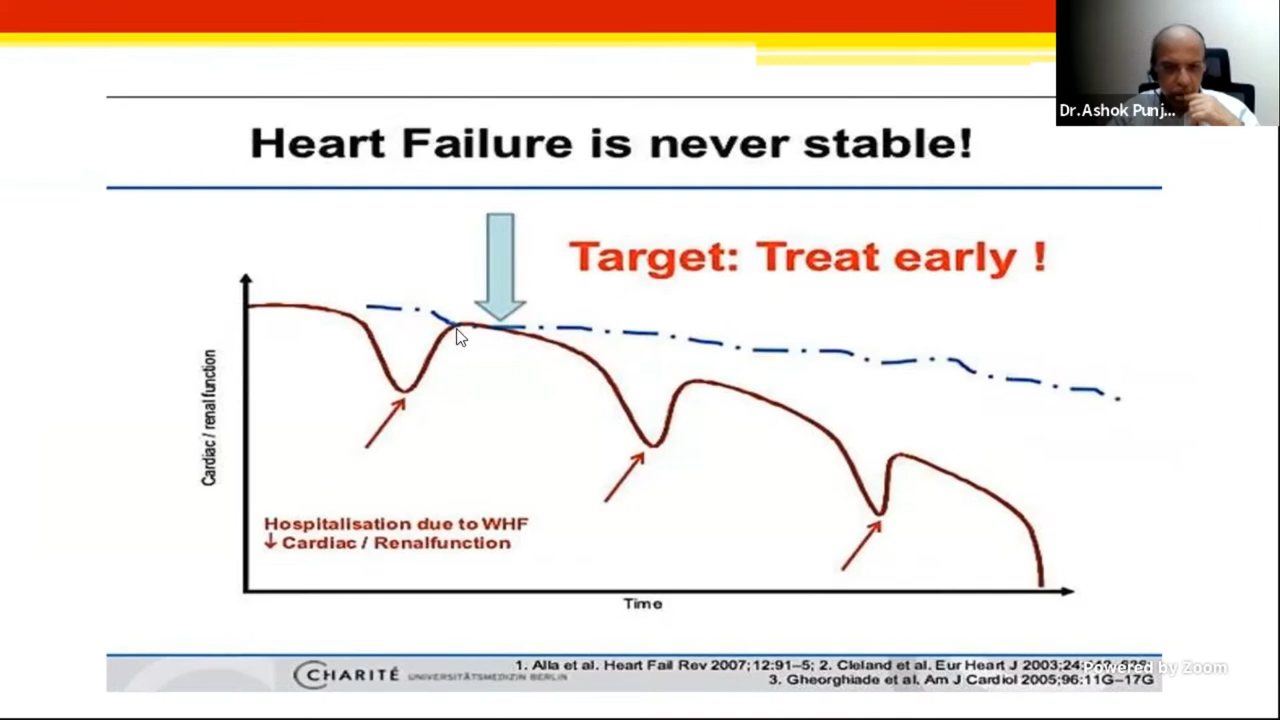 Dr.Ashok Punj...
Heart Failure is never stable!
Target: Treat early !
Cardiac / renal function
Hospitalisation due to WHF
↓ Cardiac / Renalfunction
Time
CHARITÉ UNIVERSITÄTSMEDIZIN BERLIN
1. Alla et al. Heart Fail Rev 2007;12:91–5; 2. Cleland et al. Eur Heart J 2003;24:
3. Gheorghiade et al. Am J Cardiol 2005;96:11G–17G
Powered by Zoom